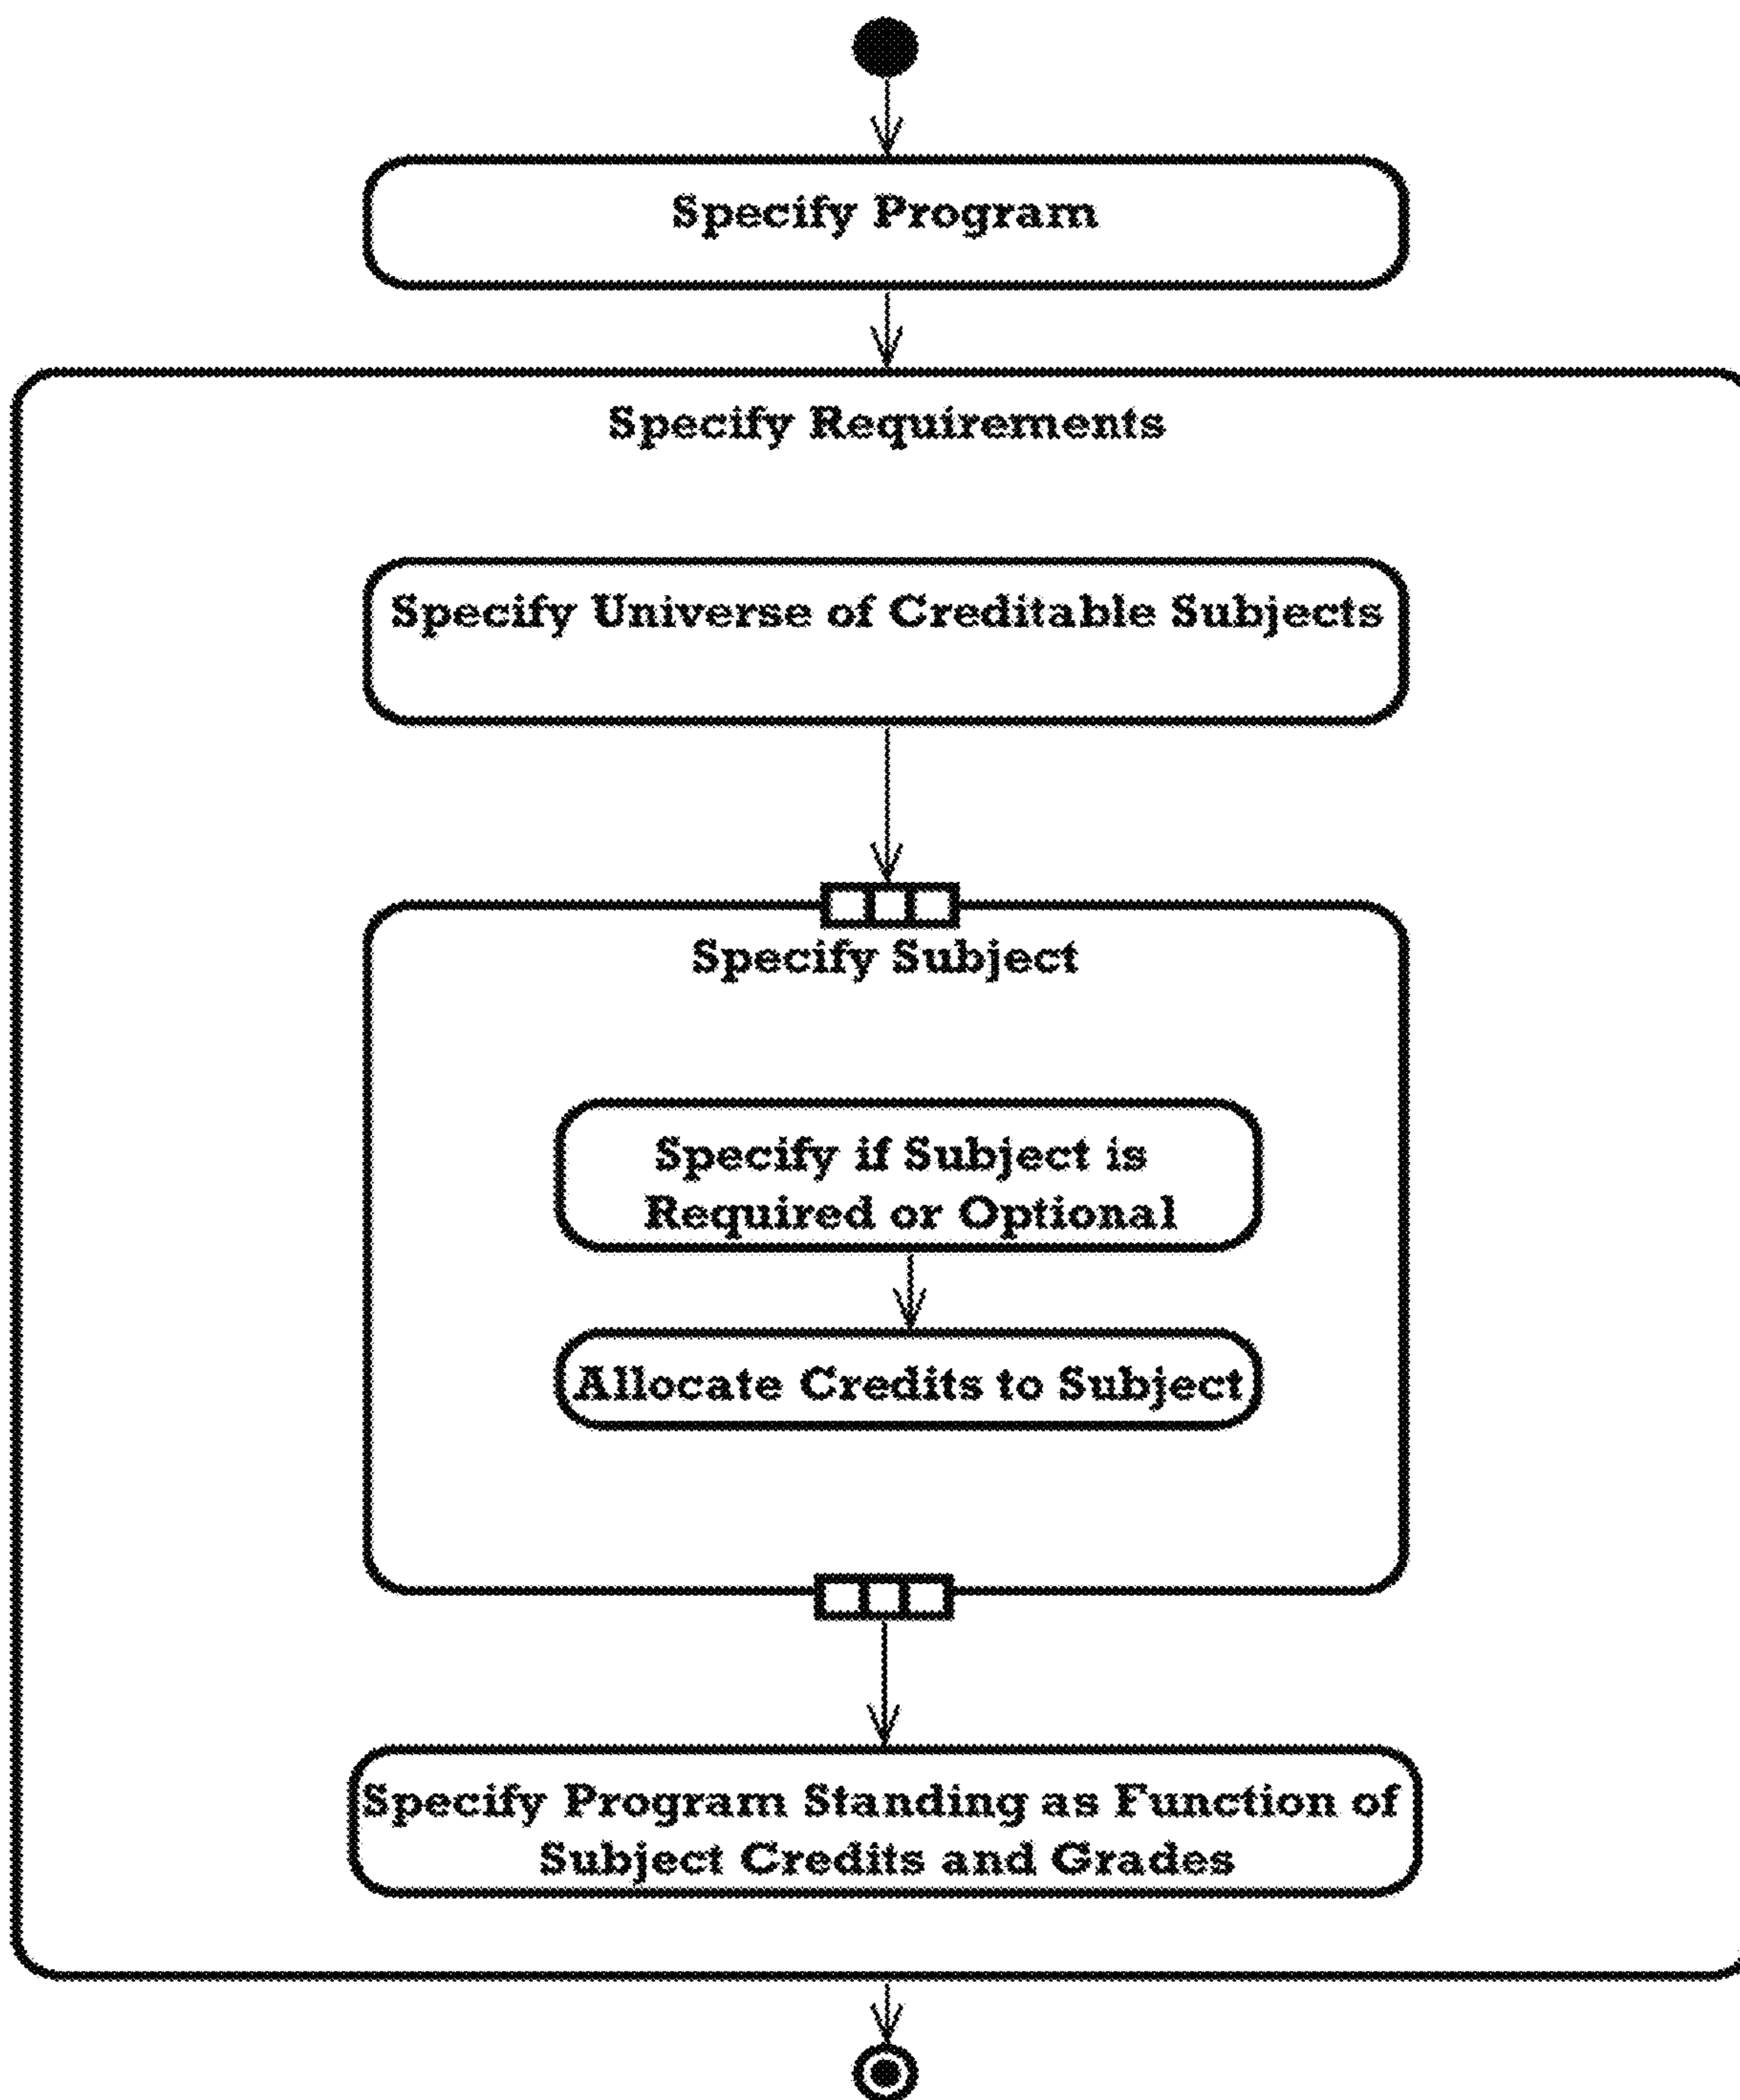 Specify Program
Specify Requirements
Specify Universe of Creditable Subjects
Specify Subject
Specify if Subject is
Required or Optional
Allocate Credits to Subject
Specify Program Standing as Function of
Subject Credits and Grades